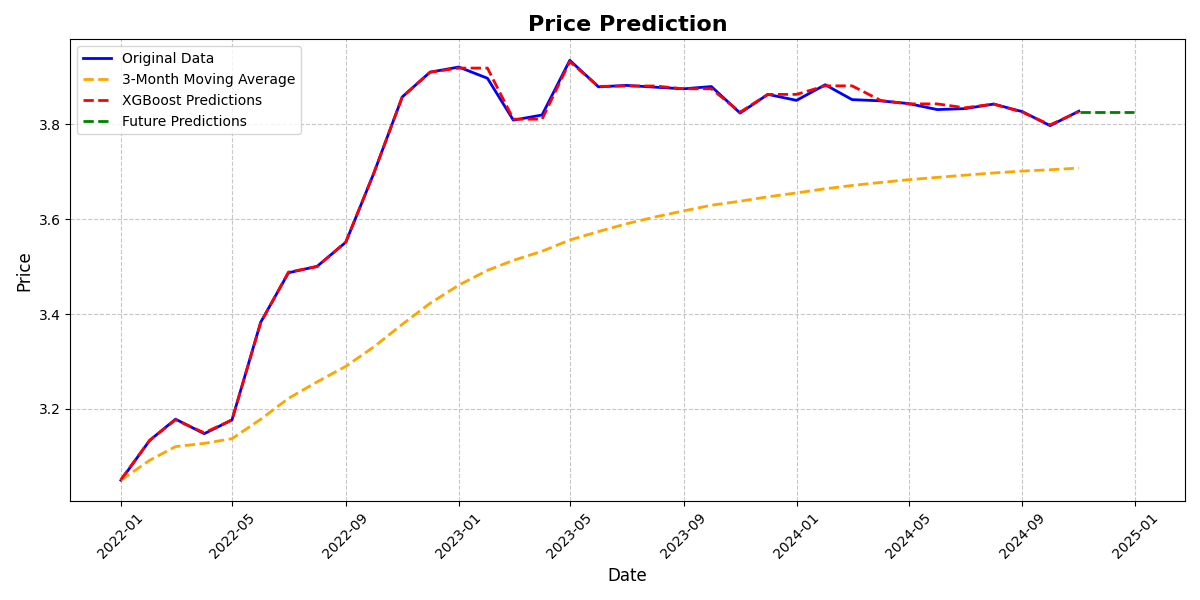 Price Prediction
Original Data
3-Month Moving Average
XGBoost Predictions
Future Predictions
Price
3.8
3.6
3.4
3.2
2022-01
2022-05
2022-09
2023-01
2023-05
2023-09
2024-01
2024-05
2024-09
2025-01
Date